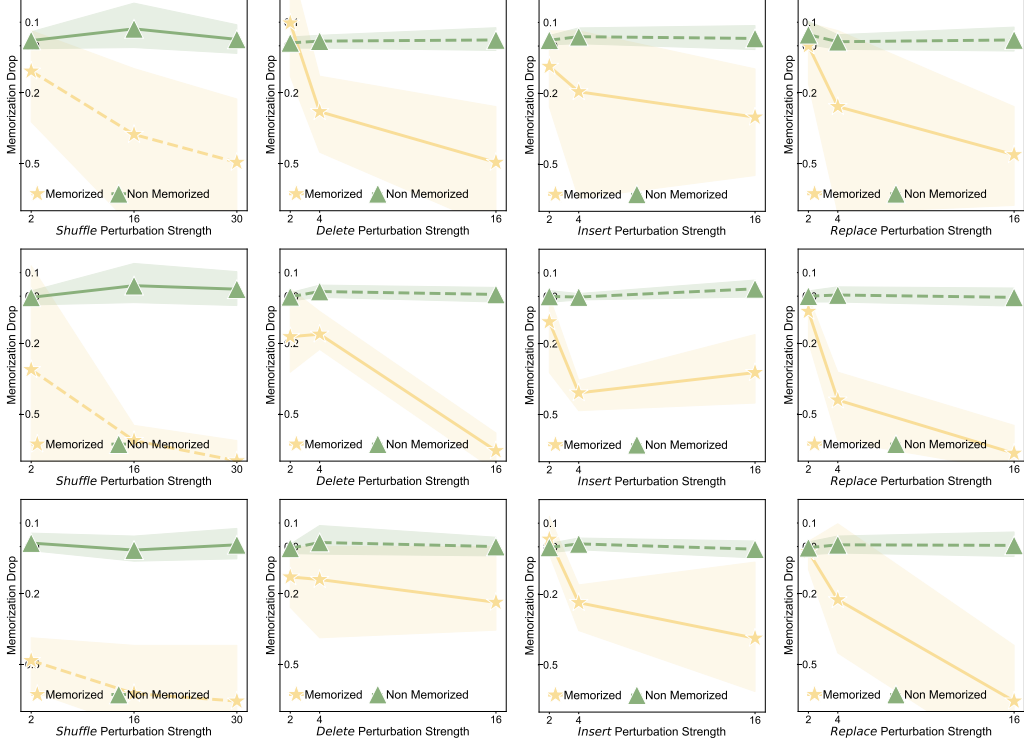 0.1 0.1 0.1
0.2 0.2 0.2 0.2
0.5 0.5 0.5 0.5
Memorization Drop Memorization Drop Memorization Drop Memorization Drop
Memorized Non Memorized Memorized Non Memorized Memorized Non Memorized Memorized Non Memorized
2 16 30 2 4 16 2 4 16 2 4 16
Shuffle Perturbation Strength Delete Perturbation Strength Insert Perturbation Strength Replace Perturbation Strength
0.1 0.1 0.1 0.1
0.2 0.2 0.2
0.5 0.5 0.5 0.5
Memorization Drop Memorization Drop Memorization Drop Memorization Drop
Memorized Non Memorized Memorized Non Memorized Memorized Non Memorized Memorized Non Memorized
2 16 30 2 4 16 2 4 16 2 4 16
Shuffle Perturbation Strength Delete Perturbation Strength Insert Perturbation Strength Replace Perturbation Strength
0.1 0.1 0.1 0.1
0.2 0.2 0.2 0.2
0.5 0.5 0.5
Memorization Drop Memorization Drop Memorization Drop Memorization Drop
Memorized Non Memorized Memorized Non Memorized Memorized Non Memorized Memorized Non Memorized
2 16 30 2 4 16 2 4 16 2 4 16
Shuffle Perturbation Strength Delete Perturbation Strength Insert Perturbation Strength Replace Perturbation Strength